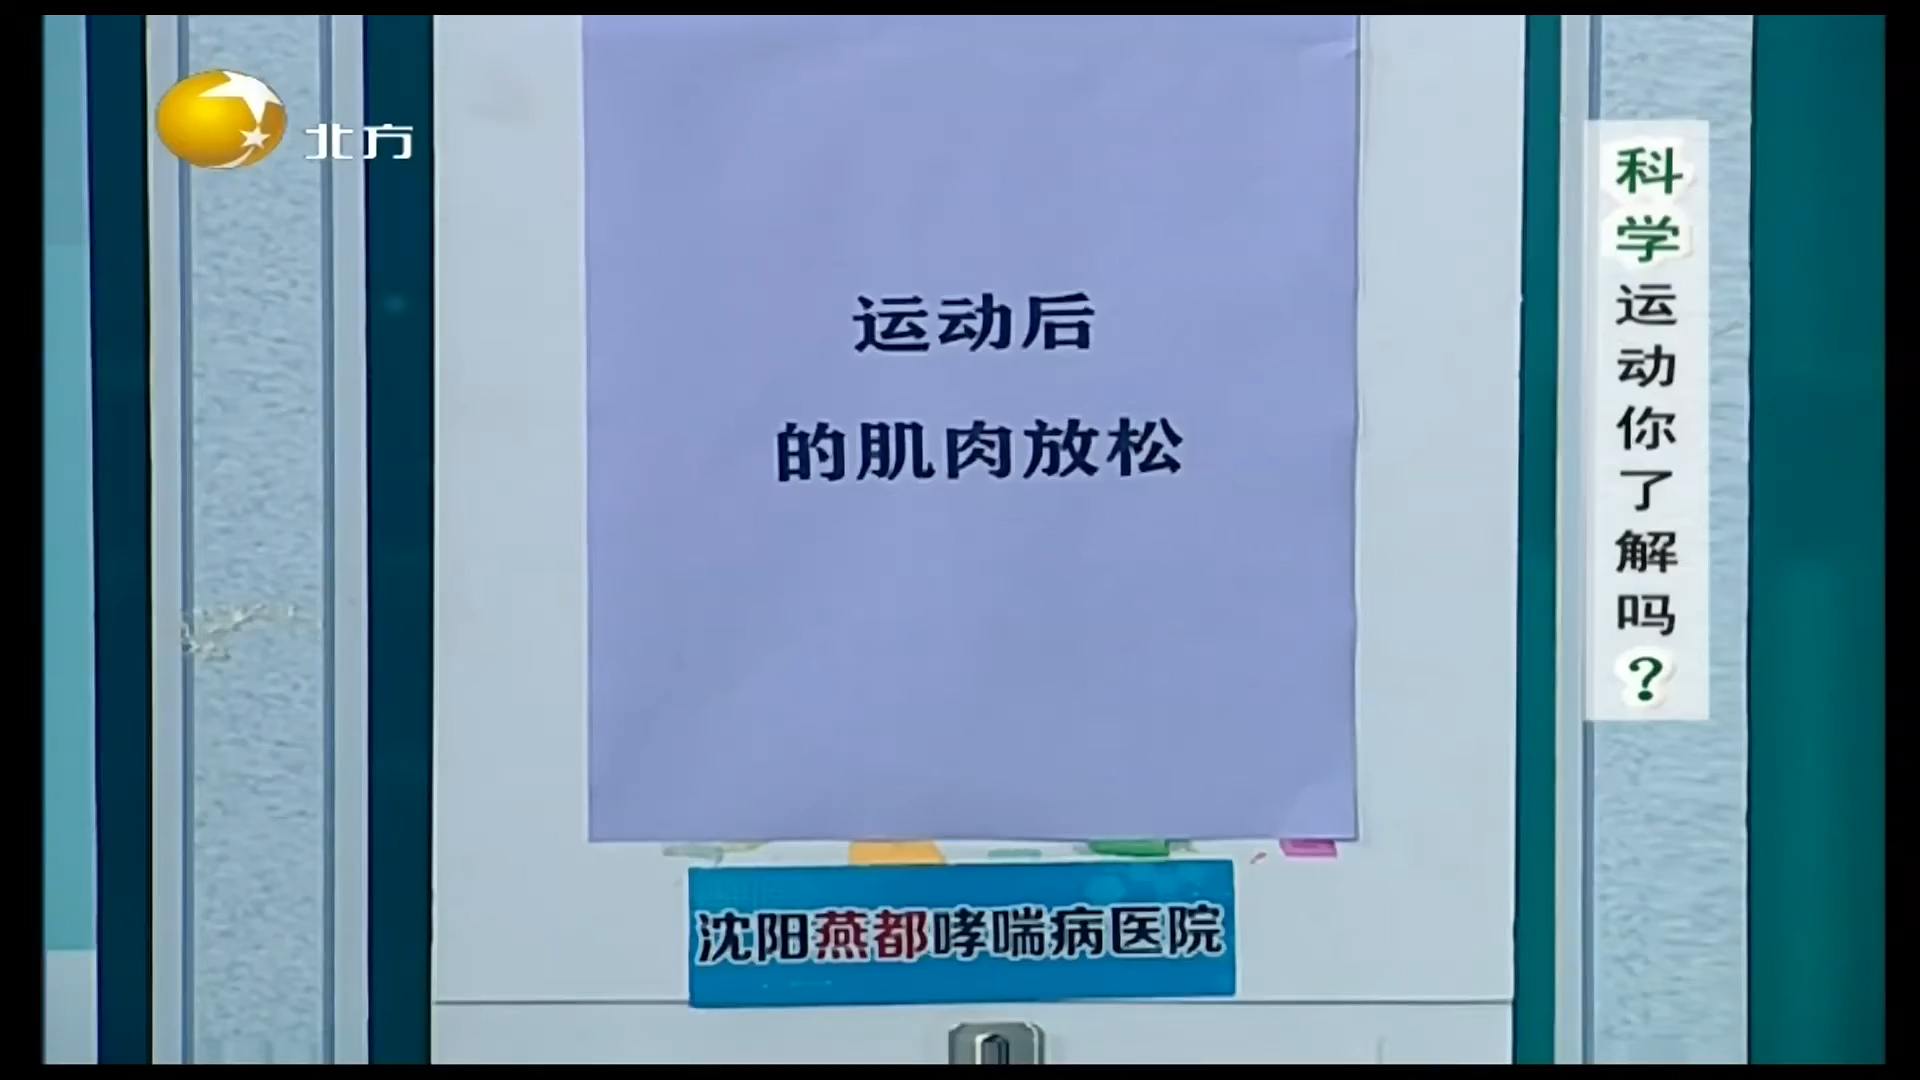 北方
运动后
的肌肉放松
科学运动你了解吗?
沈阳燕都哮喘病医院